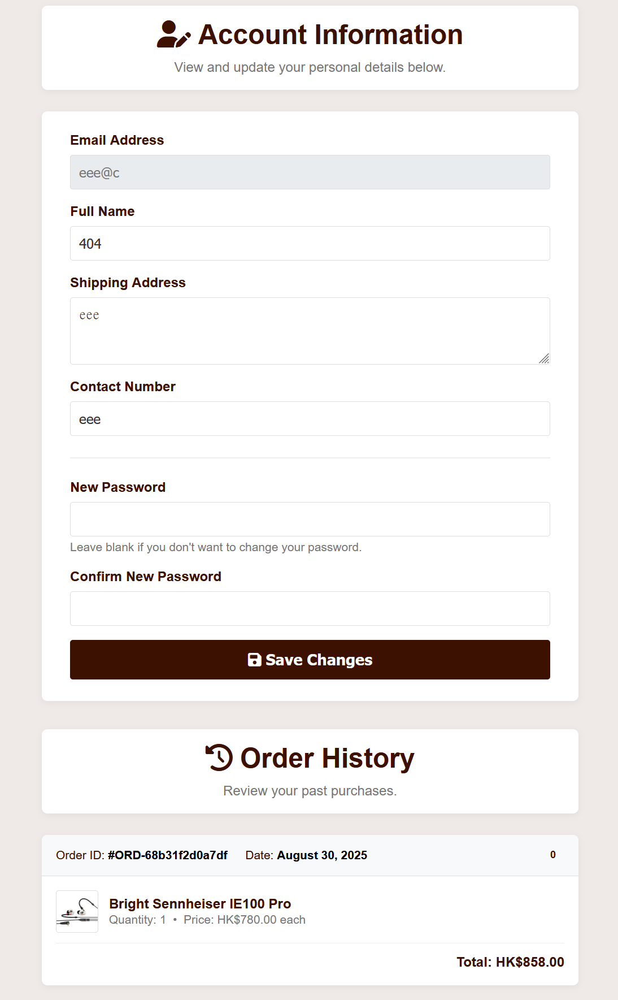 Account Information
View and update your personal details below.
Email Address
eee@c
Full Name
404
Shipping Address
eee
Contact Number
eee
New Password
Leave blank if you don't want to change your password.
Confirm New Password
Save Changes
Order History
Review your past purchases.
Order ID: #ORD-68b31f2d0a7df Date: August 30, 2025 0
Bright Sennheiser IE100 Pro
Quantity: 1 • Price: HK$780.00 each
Total: HK$858.00